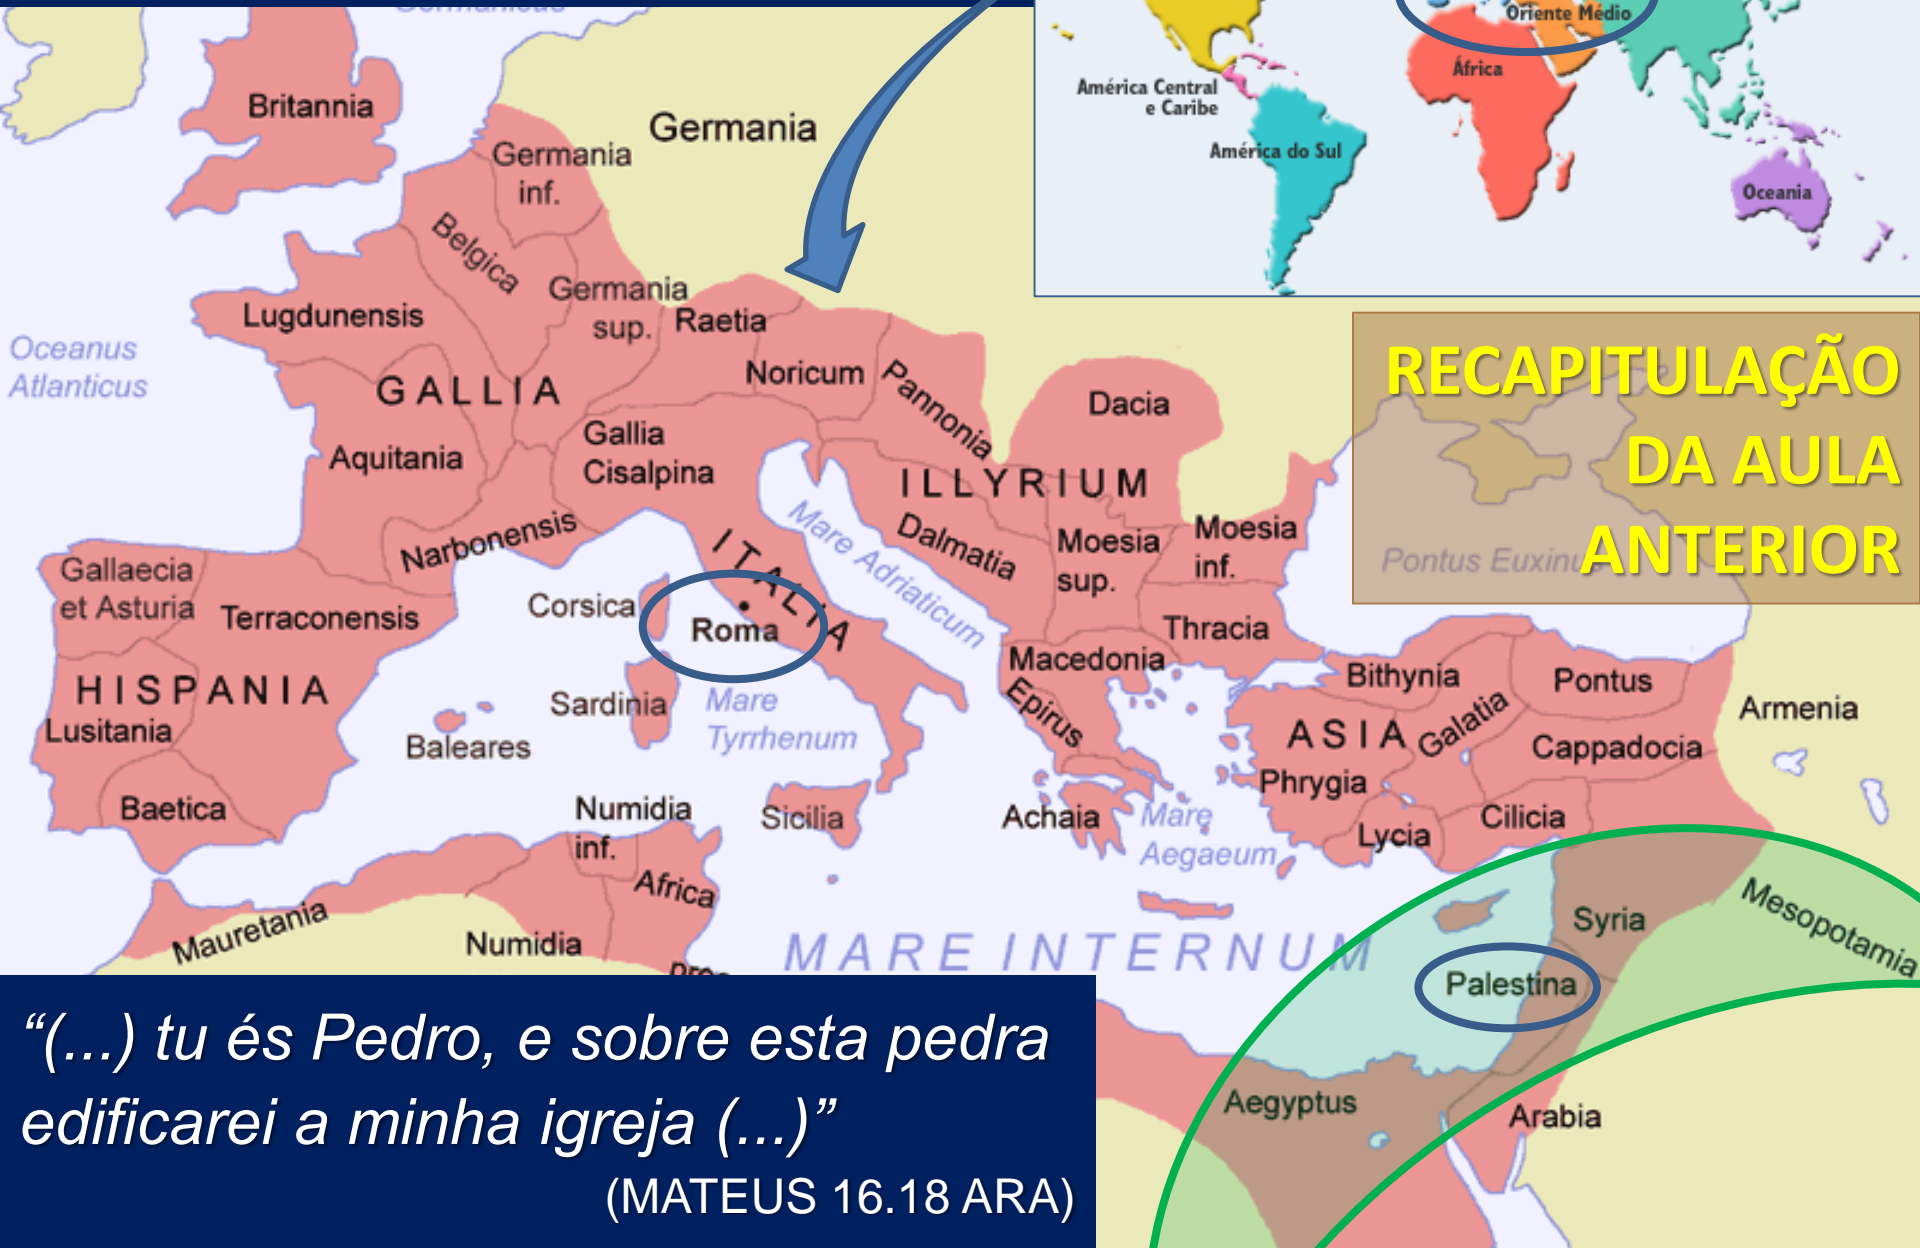 Germanicus
Oriente Médio
África
América Central
e Caribe
América do Sul
Oceania
Britannia
Germania
Germania
inf.
Belgica
Germania
sup.
Lugdunensis
Raetia
Oceanus
Atlanticus
GALLIA
Noricum
Pannonia
Dacia
RECAPITULAÇÃO
DA AULA
ANTERIOR
Gallia
Cisalpina
Aquitania
ILLYRIUM
Narbonensis
ITALIA
Mare Adriaticum
Dalmatia
Moesia
sup.
Moesia
inf.
Gallaecia
et Asturia
Terraconensis
Corsica
Roma
Thracia
Macedonia
Epirus
Bithynia
Galatia
Pontus
Armenia
HISPANIA
Lusitania
Sardinia
Mare
Tyrrhenum
Baleares
ASIA
Cappadocia
Phrygia
Baetica
Numidia
inf.
Sicilia
Achaia
Mare
Aegaeum
Lycia
Cilicia
Africa
Mauretania
Numidia
MARE INTERNUM
Syria
Mesopotamia
Palestina
Aegyptus
Arabia
“(...) tu és Pedro, e sobre esta pedra
edificarei a minha igreja (...)”
(MATEUS 16.18 ARA)